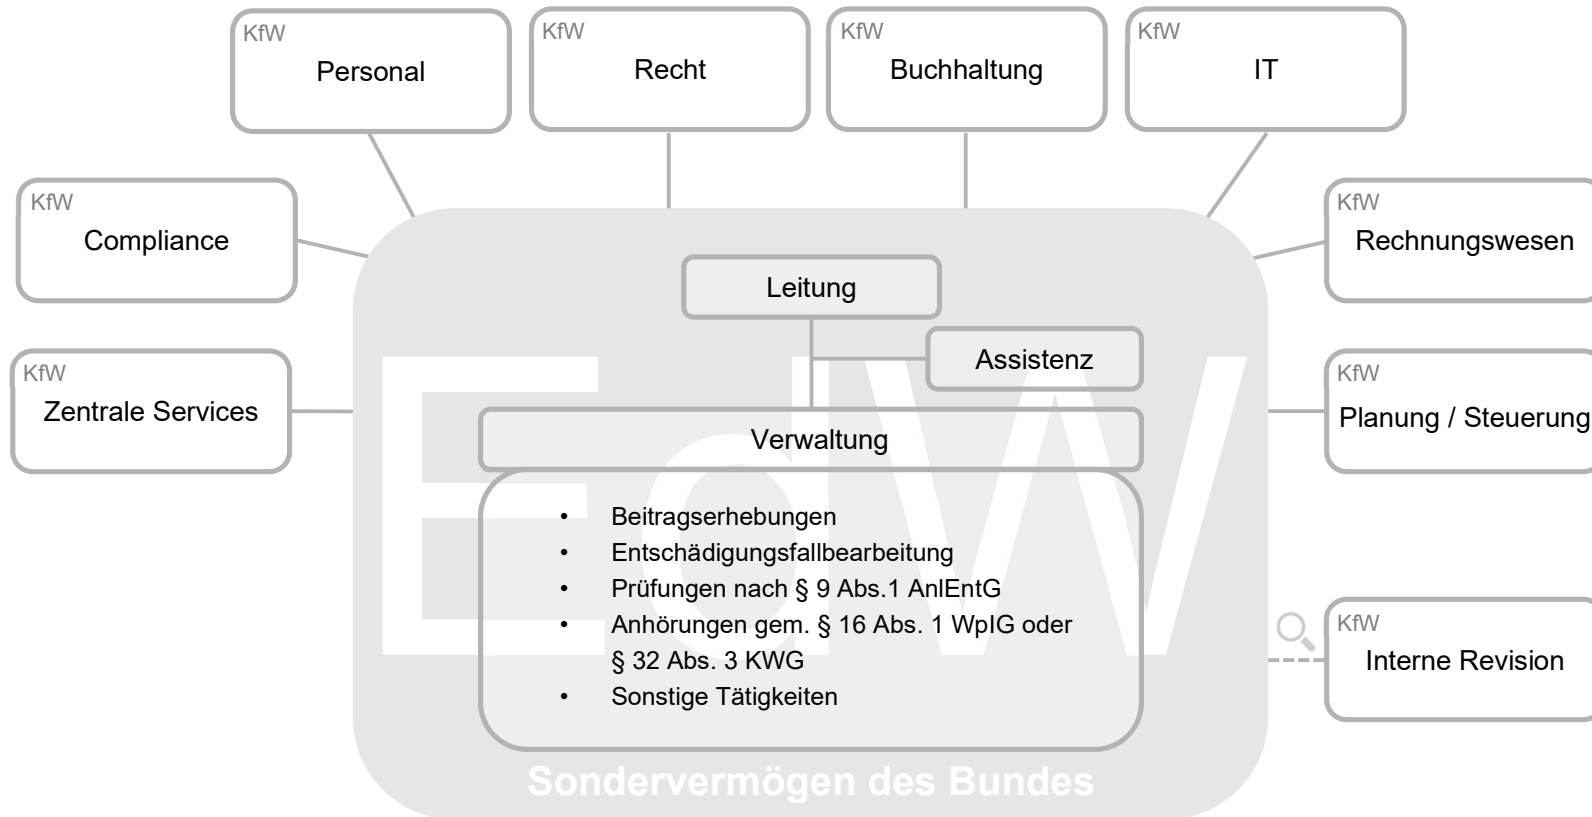 KfW
Personal
KfW
Recht
KfW
Buchhaltung
KfW
IT
KfW
Compliance
KfW
Rechnungswesen
KfW
Zentrale Services
KfW
Planung / Steuerung
KfW
Interne Revision
EdW
Leitung
Assistenz
Verwaltung
• Beitragserhebungen
• Entschädigungsfallbearbeitung
• Prüfungen nach § 9 Abs.1 AnlEntG
• Anhörungen gem. § 16 Abs. 1 WpIG oder
§ 32 Abs. 3 KWG
• Sonstige Tätigkeiten
Sondervermögen des Bundes